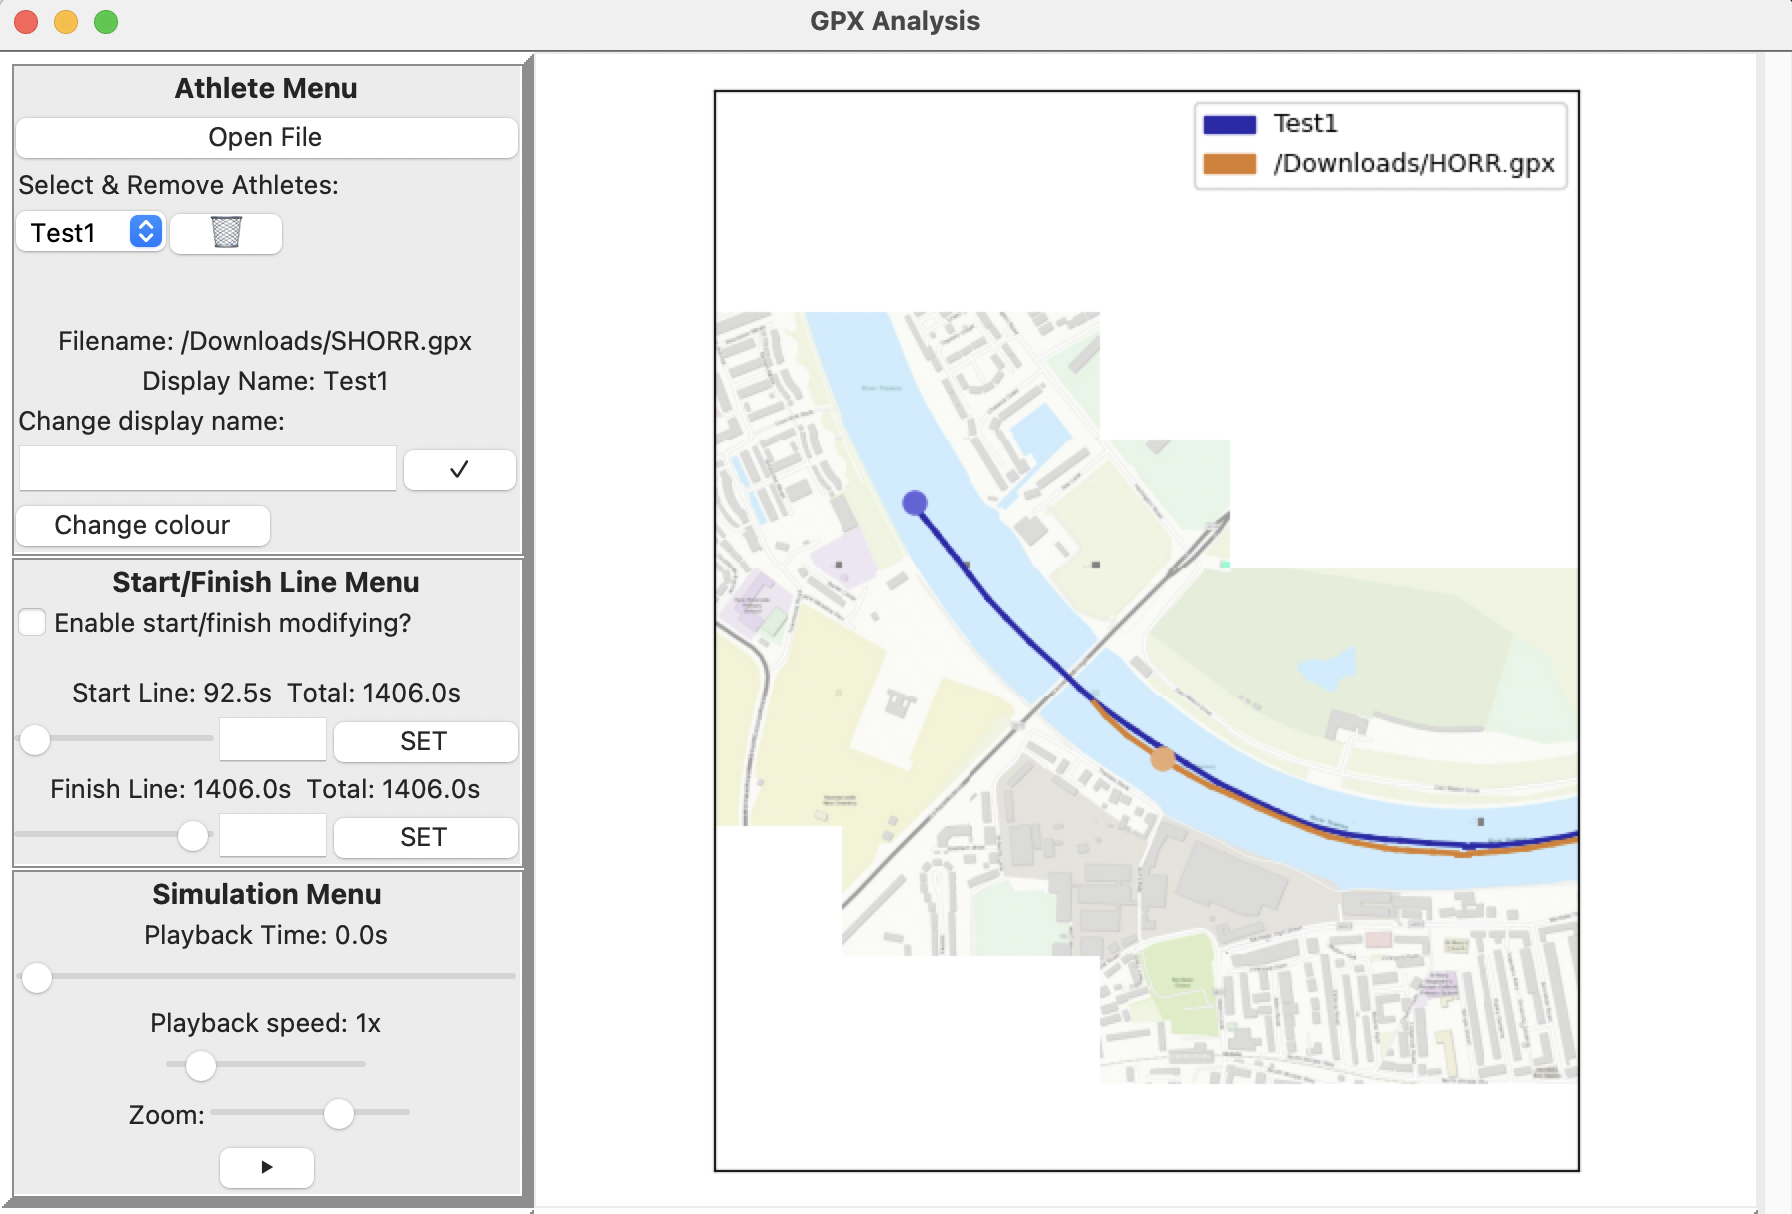 GPX Analysis
Athlete Menu
Open File
Select & Remove Athletes:
Test1
Filename: /Downloads/SHORR.gpx
Display Name: Test1
Change display name:
✓
Change colour
Start/Finish Line Menu
Enable start/finish modifying?
Start Line: 92.5s Total: 1406.0s
SET
Finish Line: 1406.0s Total: 1406.0s
SET
Simulation Menu
Playback Time: 0.0s
Playback speed: 1x
Zoom:
Test1
/Downloads/HORR.gpx